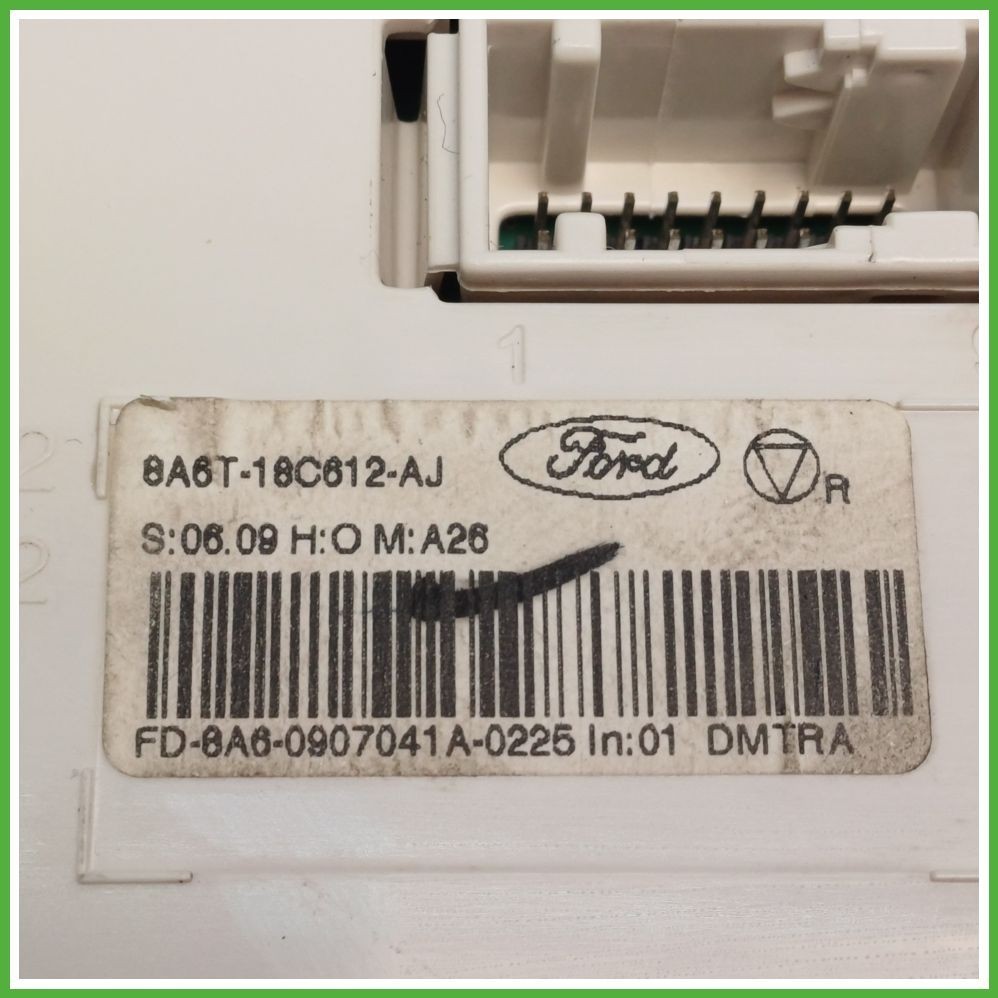 1
8A6T-18C612-AJ
Ford
R
S:06.09 H:O M:A26
FD-8A6-0907041A-0225 In:01 DMTRA
2
2